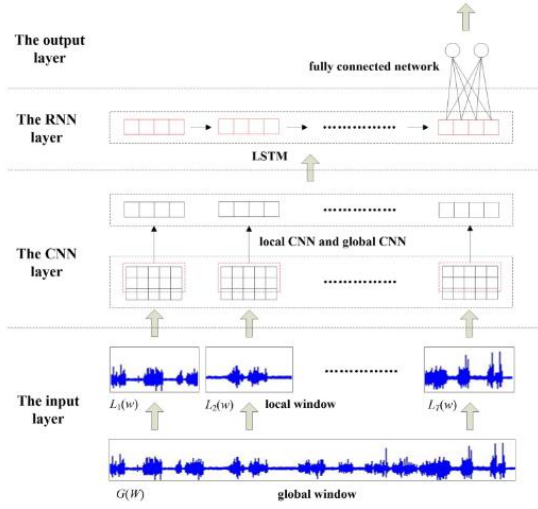 The output
layer
fully connected network
The RNN
layer
LSTM
The CNN
layer
local CNN and global CNN
The input
layer
L₁(w)
L₂(w)
local window
L_T(w)
G(W)
global window